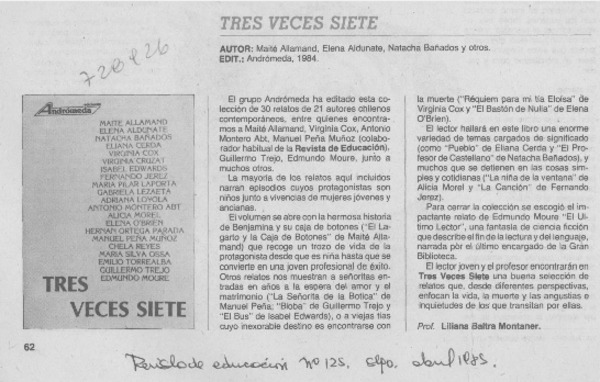 TRES VECES SIETE
AUTOR: Maité Allamand, Elena Aldunate, Natacha Bañados y otros.
EDIT.: Andrómeda, 1984.
720426
Andrómeda
MAITE ALLAMAND
ELENA ALDUNATE
NATACHA BAÑADOS
ELIANA CERDA
VIRGINIA COX
VIRGINIA CRUZAT
ISABEL EDWARDS
FERNANDO JEREZ
MARIA PILAR LAPORTA
GABRIELA LEZAETA
ADRIANA LOYOLA
ANTONIO MONTERO ABT
ALICIA MOREL
ELENA O'BRIEN
HERNAN ORTEGA PARADA
MANUEL PEÑA MUÑOZ
CHELA REYES
MARIA SILVA OSSA
EMILIO TORREALBA
GUILLERMO TREJO
EDMUNDO MOURE
TRES
VECES SIETE
El grupo Andrómeda ha editado esta co-
lección de 30 relatos de 21 autores chilenos
contemporáneos, entre quienes encontra-
mos a Maité Allamand, Virginia Cox, Antonio
Montero Abt, Manuel Peña Muñoz (colabo-
rador habitual de la Revista de Educación).
Guillermo Trejo, Edmundo Moure, junto a
muchos otros.
La mayoría de los relatos aquí incluidos
narran episodios cuyos protagonistas son
niños junto a vivencias de mujeres jóvenes y
ancianas.
El volumen se abre con la hermosa historia
de Benjamina y su caja de botones ("El La-
garto y la Caja de Botones" de Maité Alla-
mand) que recoge un trozo de vida de la
protagonista desde que es niña hasta que se
convierte en una joven profesional de éxito.
Otros relatos nos muestran a señoritas en-
tradas en años a la espera del amor y el
matrimonio ("La Señorita de la Botica" de
Manuel Peña; "Bioba" de Guillermo Trejo y
"El Bus" de Isabel Edwards), o a viejas tías
cuyo inexorable destino es encontrarse con
la muerte ("Réquiem para mi tía Eloísa" de
Virginia Cox y "El Bastón de Nulia" de Elena
O'Brien).
El lector hallará en este libro una enorme
variedad de temas cargados de significado
(como "Pueblo" de Eliana Cerda y "El Pro-
fesor de Castellano" de Natacha Bañados), y
muchos que se detienen en las cosas sim-
ples y cotidianas ("La niña de la ventana" de
Alicia Morel y "La Canción" de Fernando
Jerez).
Para cerrar la colección se escogió el im-
pactante relato de Edmundo Moure "El Ul-
timo Lector", una fantasía de ciencia ficción
que describe el fin de la lectura y del lenguaje,
narrada por el último encargado de la Gran
Biblioteca.
El lector joven y el profesor encontrarán en
Tres Veces Siete una buena selección de
relatos que, desde diferentes perspectivas,
enfocan la vida, la muerte y las angustias e
inquietudes de los que transitan por ellas.
Prof. Liliana Baltra Montaner.
62
Revista de educación nº 125, stgo. abril 1985.